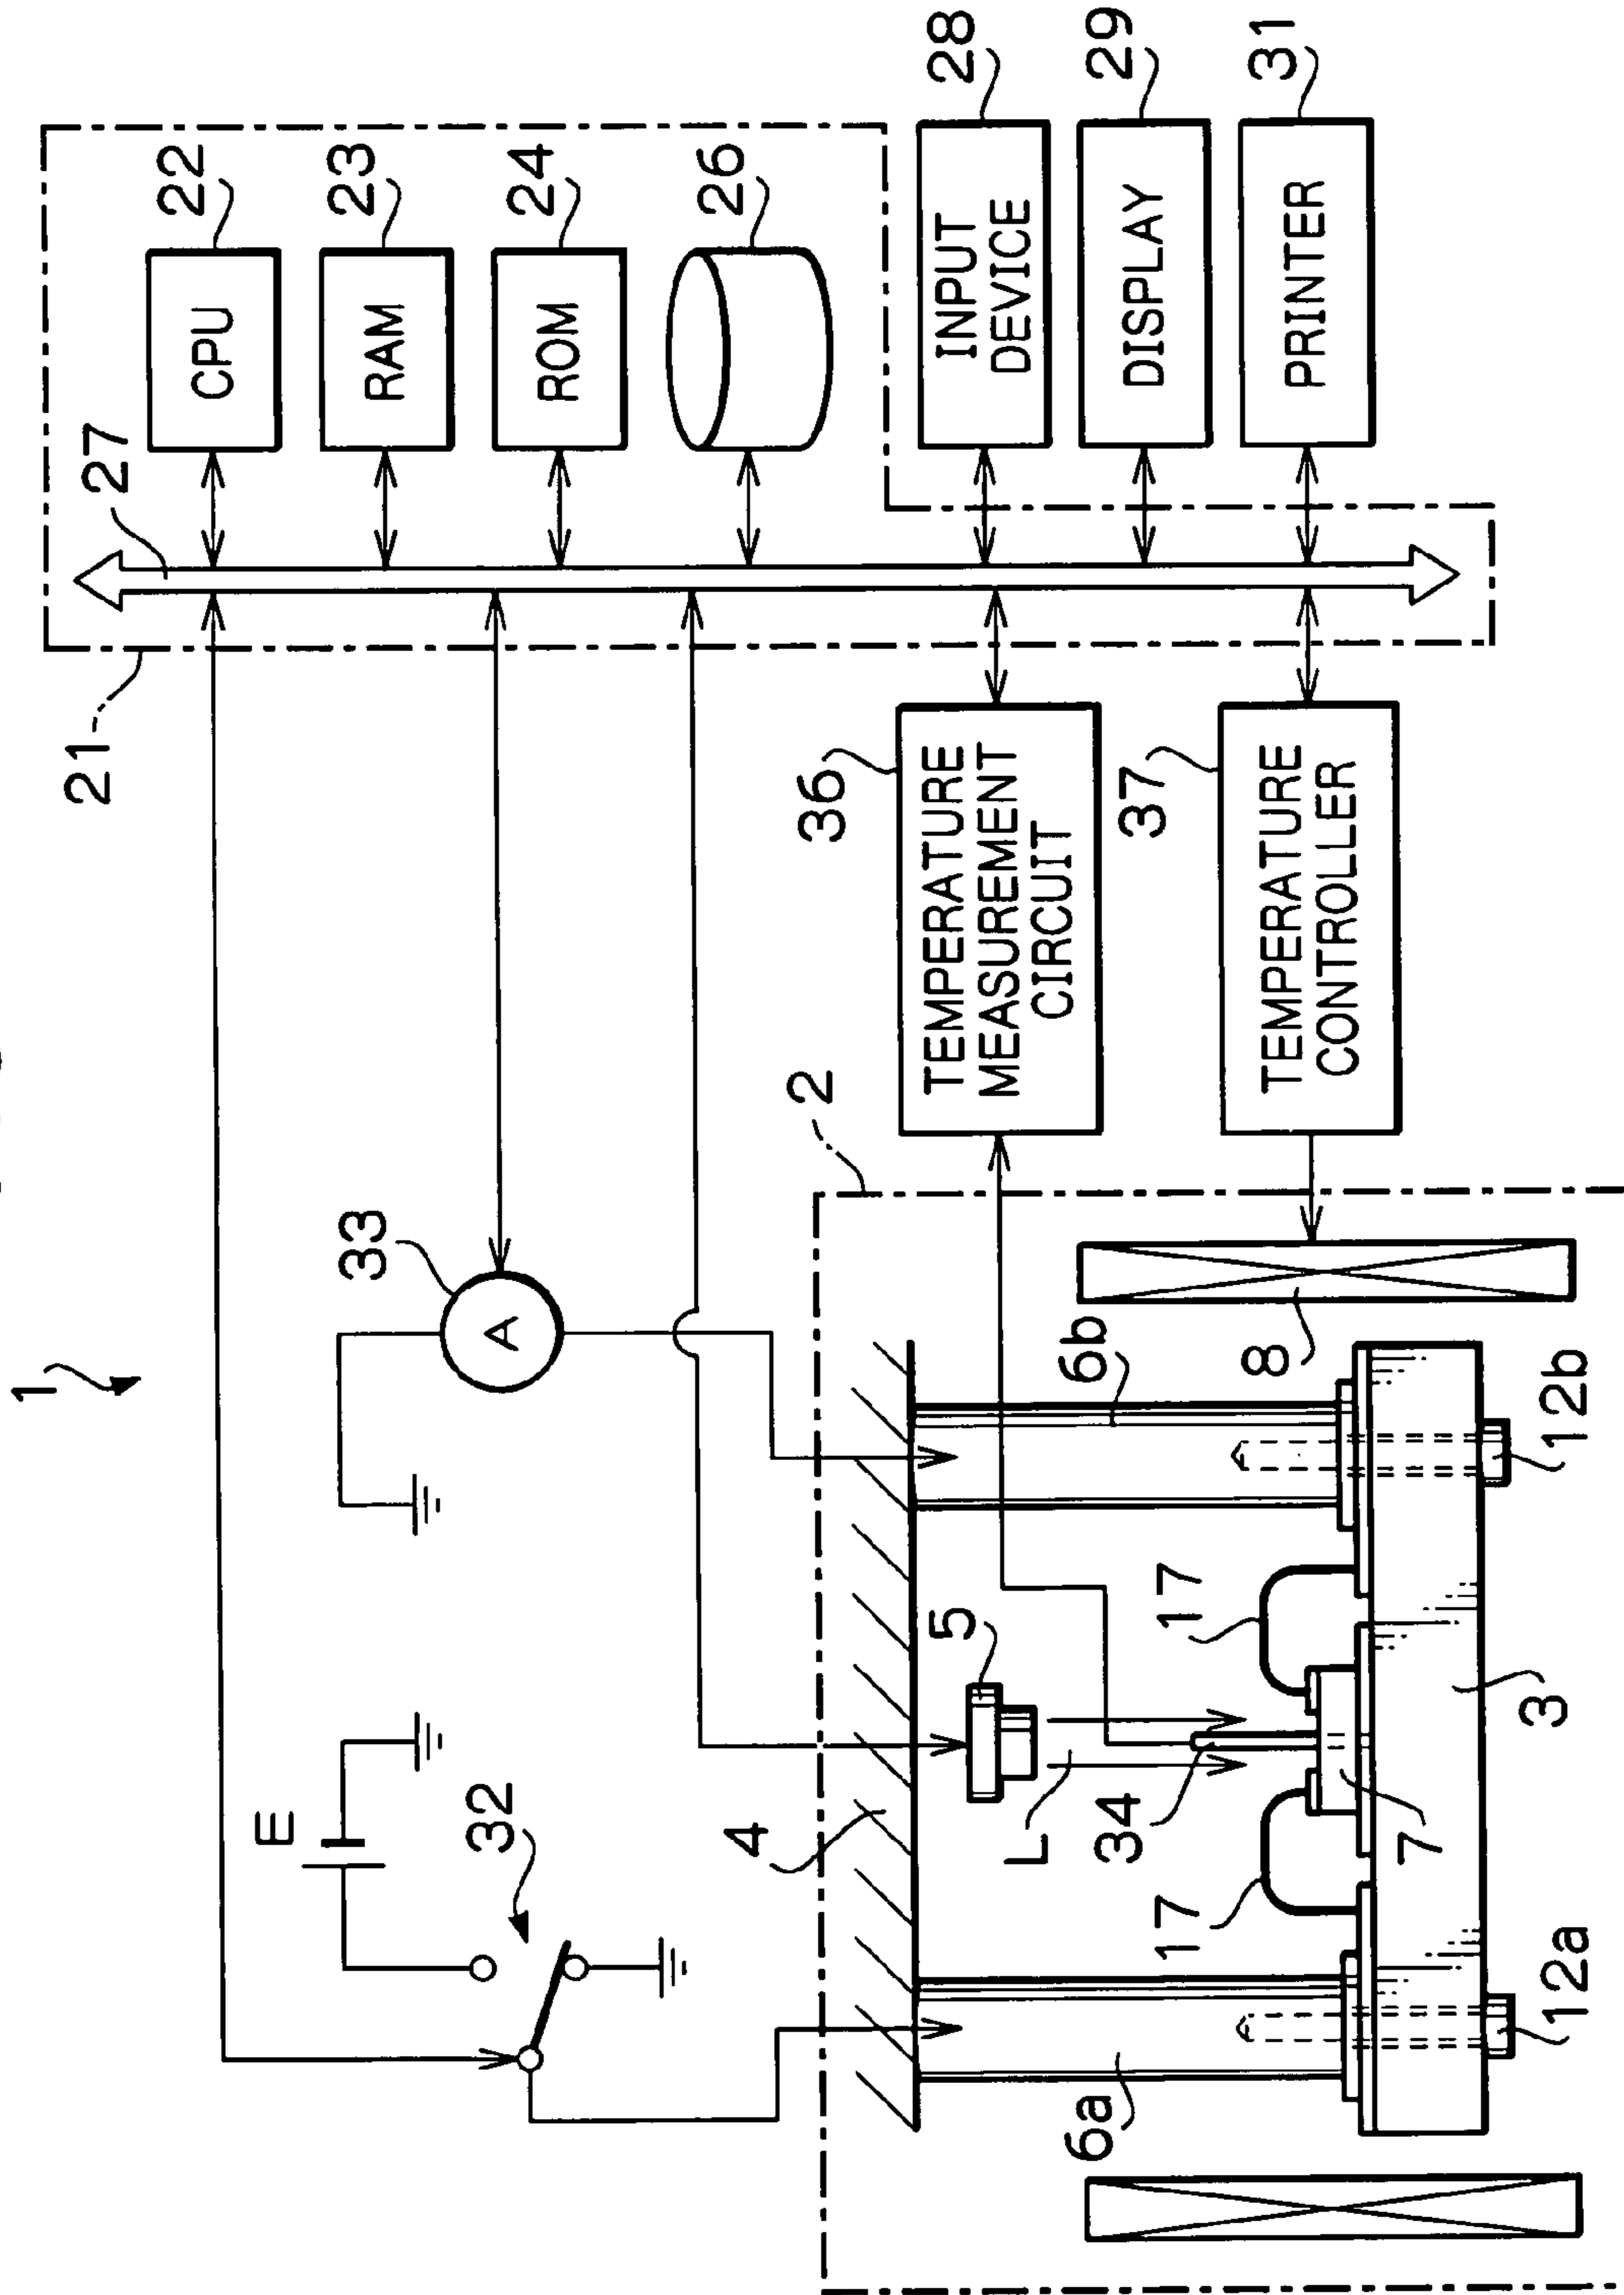 1
21
27
CPU
22
RAM
23
ROM
24
26
INPUT
DEVICE
28
DISPLAY
29
PRINTER
31
33
A
E
32
TEMPERATURE
MEASUREMENT
CIRCUIT
36
TEMPERATURE
CONTROLLER
37
2
4
5
L
34
6a
6b
17
17
7
8
3
12a
12b